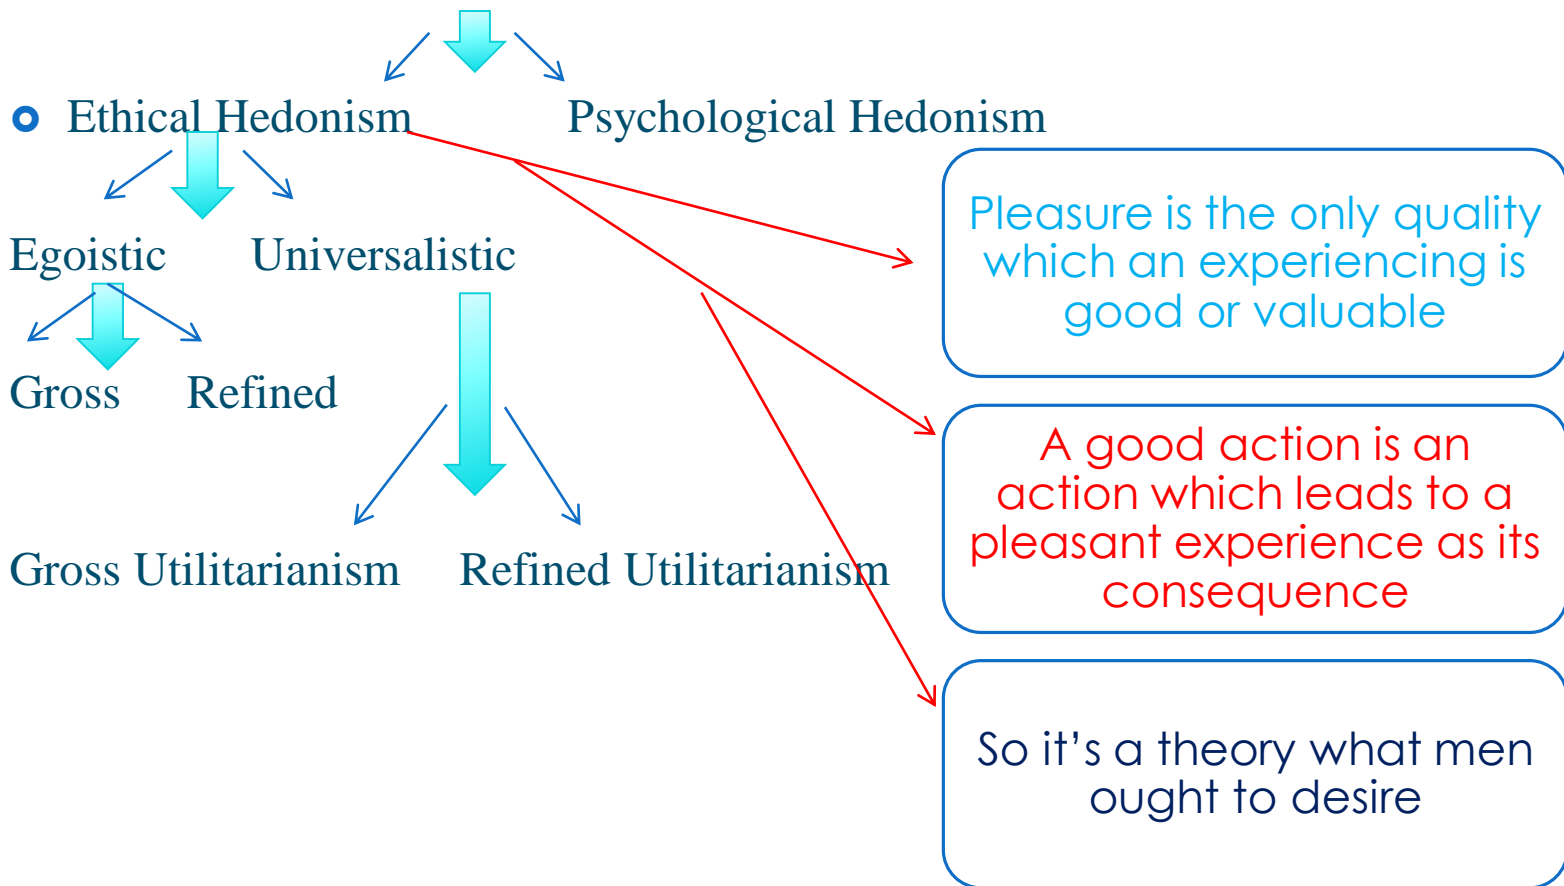 Ethical Hedonism Psychological Hedonism
Egoistic Universalistic
Gross Refined
Gross Utilitarianism Refined Utilitarianism
Pleasure is the only quality
which an experiencing is
good or valuable
A good action is an
action which leads to a
pleasant experience as its
consequence
So it’s a theory what men
ought to desire